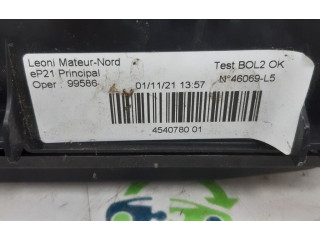 Leoni Mateur-Nord
Test BOL2 OK
eP21 Principal
Oper : 99586
01/11/21 13:57
N°46069-L5
4540780 01